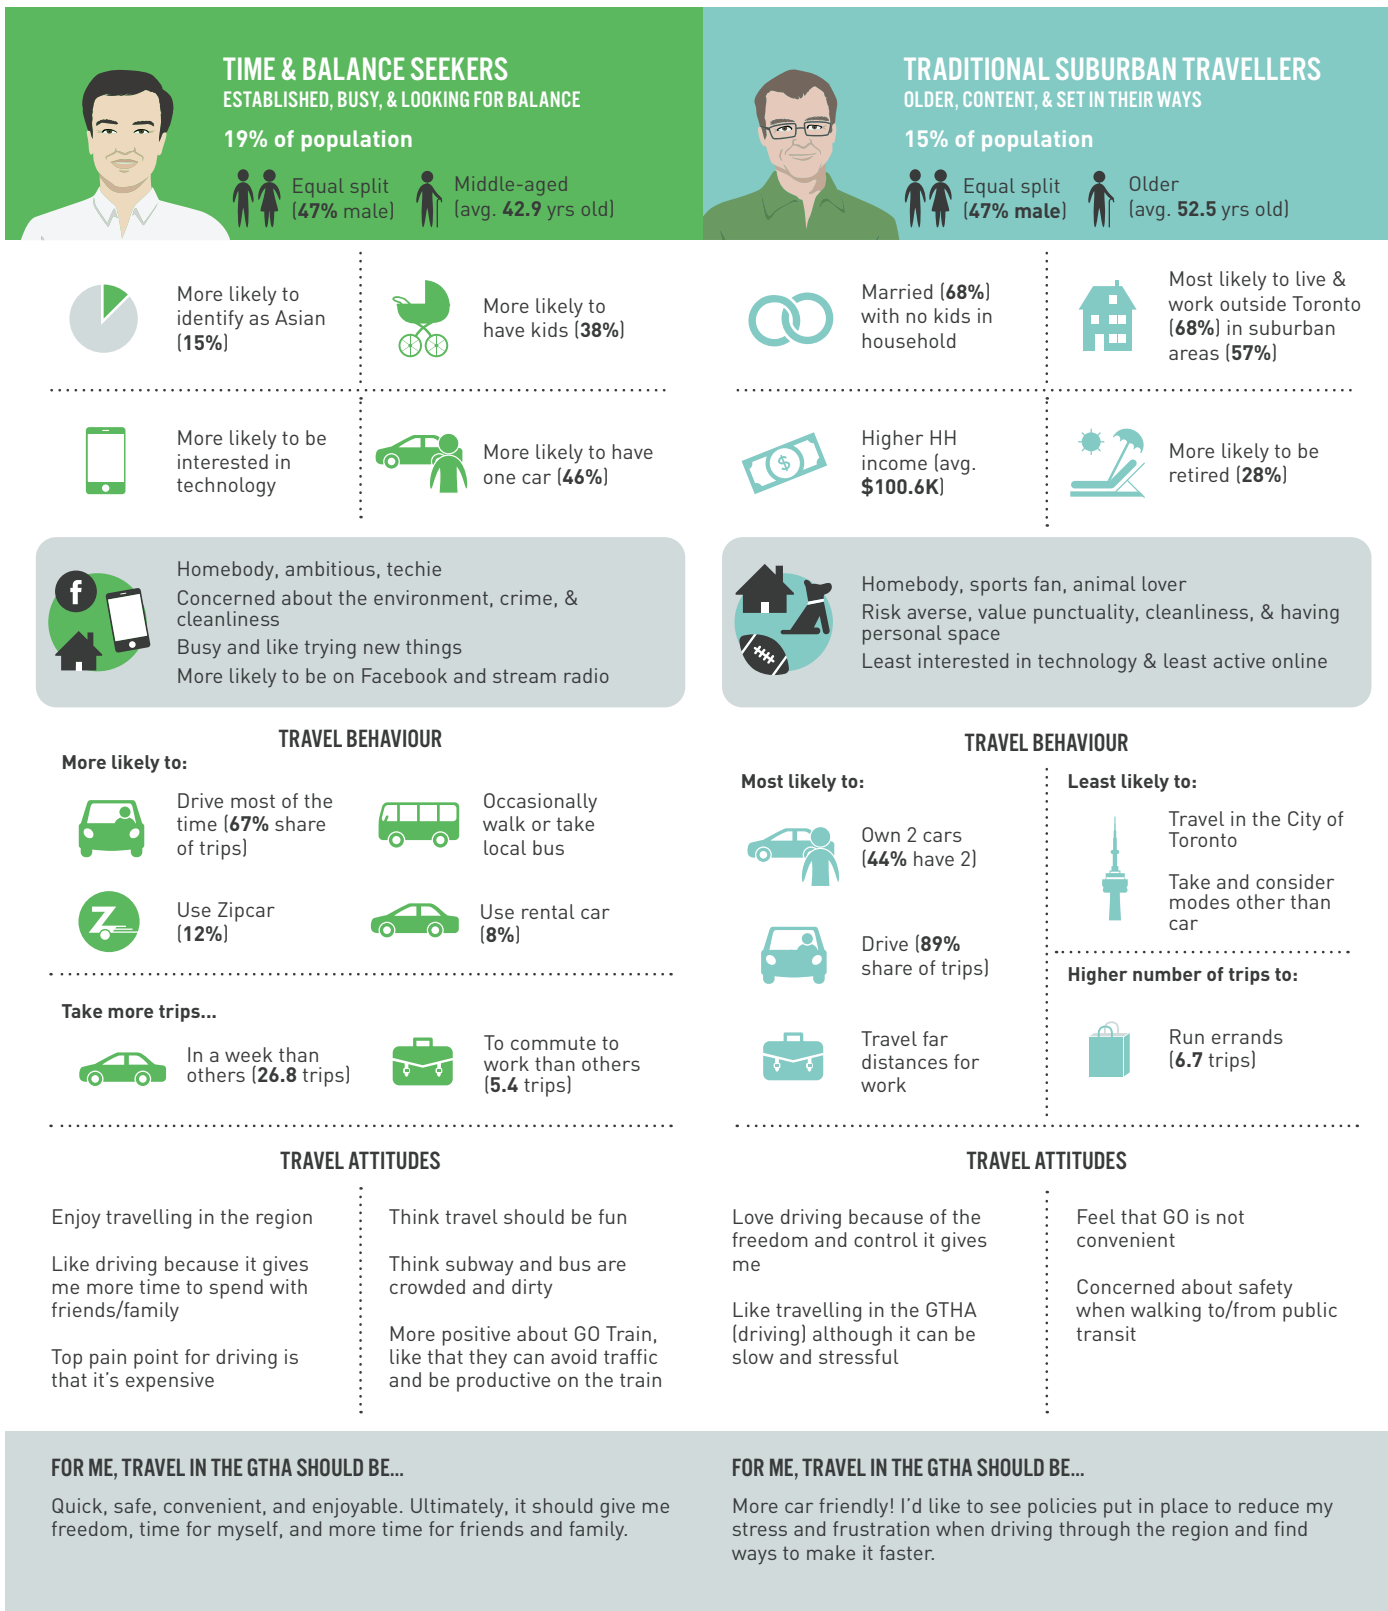 TIME & BALANCE SEEKERS
ESTABLISHED, BUSY, & LOOKING FOR BALANCE
19% of population
Equal split
(47% male)
Middle-aged
(avg. 42.9 yrs old)
More likely to
identify as Asian
(15%)
More likely to
have kids (38%)
More likely to be
interested in
technology
More likely to have
one car (46%)
f
Homebody, ambitious, techie
Concerned about the environment, crime, &
cleanliness
Busy and like trying new things
More likely to be on Facebook and stream radio
TRAVEL BEHAVIOUR
More likely to:
Drive most of the
time (67% share
of trips)
Occasionally
walk or take
local bus
Z
Use Zipcar
(12%)
Use rental car
(8%)
Take more trips...
In a week than
others (26.8 trips)
To commute to
work than others
(5.4 trips)
TRAVEL ATTITUDES
Enjoy travelling in the region
Like driving because it gives
me more time to spend with
friends/family
Top pain point for driving is
that it's expensive
Think travel should be fun
Think subway and bus are
crowded and dirty
More positive about GO Train,
like that they can avoid traffic
and be productive on the train
FOR ME, TRAVEL IN THE GTHA SHOULD BE...
Quick, safe, convenient, and enjoyable. Ultimately, it should give me
freedom, time for myself, and more time for friends and family.
TRADITIONAL SUBURBAN TRAVELLERS
OLDER, CONTENT, & SET IN THEIR WAYS
15% of population
Equal split
(47% male)
Older
(avg. 52.5 yrs old)
Married (68%)
with no kids in
household
Most likely to live &
work outside Toronto
(68%) in suburban
areas (57%)
$
Higher HH
income (avg.
$100.6K)
More likely to be
retired (28%)
Homebody, sports fan, animal lover
Risk averse, value punctuality, cleanliness, & having
personal space
Least interested in technology & least active online
TRAVEL BEHAVIOUR
Most likely to:
Own 2 cars
(44% have 2)
Drive (89%
share of trips)
Travel far
distances for
work
Least likely to:
Travel in the City of
Toronto
Take and consider
modes other than
car
Higher number of trips to:
Run errands
(6.7 trips)
TRAVEL ATTITUDES
Love driving because of the
freedom and control it gives
me
Like travelling in the GTHA
(driving) although it can be
slow and stressful
Feel that GO is not
convenient
Concerned about safety
when walking to/from public
transit
FOR ME, TRAVEL IN THE GTHA SHOULD BE...
More car friendly! I'd like to see policies put in place to reduce my
stress and frustration when driving through the region and find
ways to make it faster.